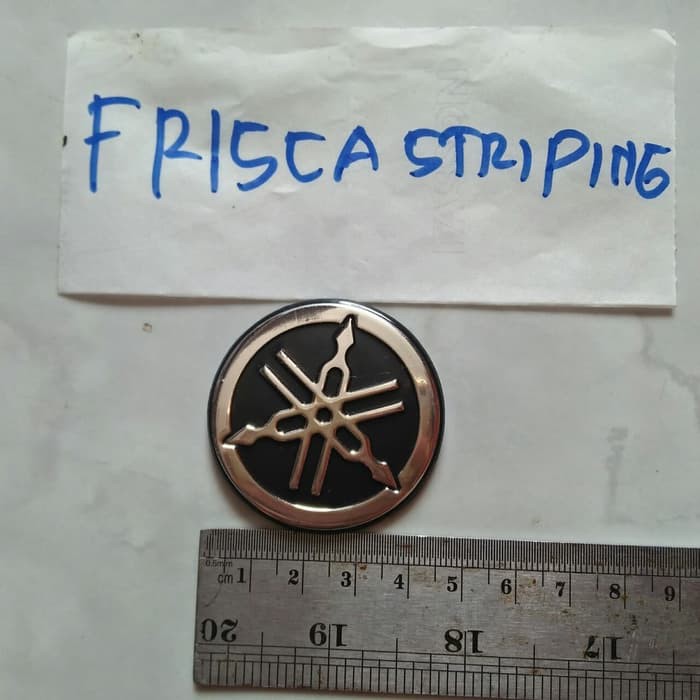 FRISCA STRIPING
0.5mm
cm 1 2 3 4 5 6 7 8 9
20 19 18 17